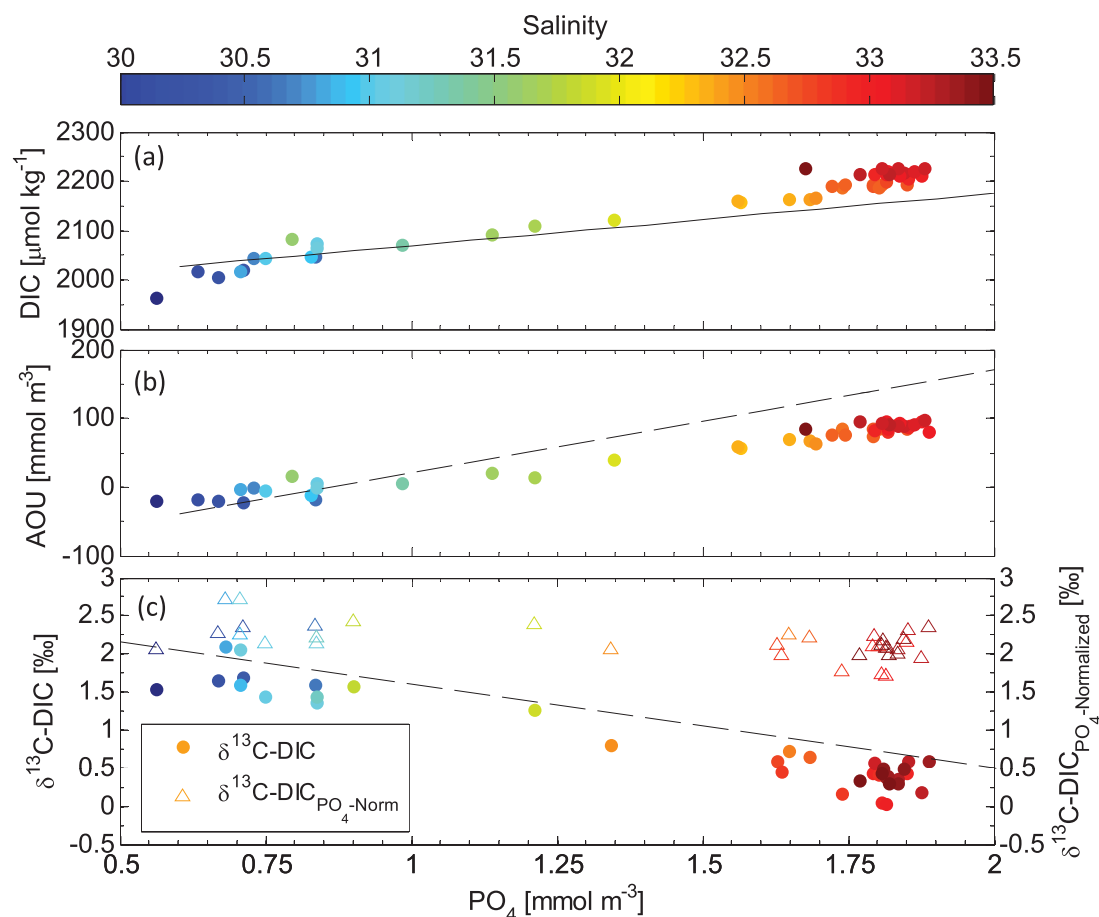 Salinity
30 30.5 31 31.5 32 32.5 33 33.5
(a)
DIC [µmol kg⁻¹]
2300
2200
2100
2000
1900
(b)
AOU [mmol m⁻³]
200
100
0
-100
(c)
δ¹³C-DIC [‰]
3
2.5
2
1.5
1
0.5
0
-0.5
δ¹³C-DIC
δ¹³C-DIC PO₄-Norm
3
2.5
2
1.5
1
0.5
0
-0.5
δ¹³C-DIC PO₄-Normalized [‰]
0.5 0.75 1 1.25 1.5 1.75 2
PO₄ [mmol m⁻³]